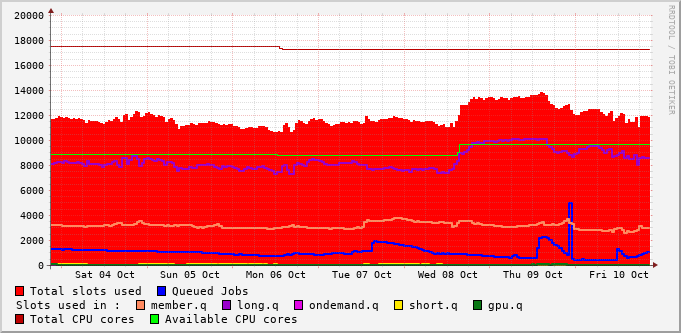 RRDTOOL / TOBI OETIKER
20000
18000
16000
14000
12000
10000
8000
6000
4000
2000
0
Sat 04 Oct Sun 05 Oct Mon 06 Oct Tue 07 Oct Wed 08 Oct Thu 09 Oct Fri 10 Oct
Total slots used Queued Jobs
Slots used in : member.q long.q ondemand.q short.q gpu.q
Total CPU cores Available CPU cores